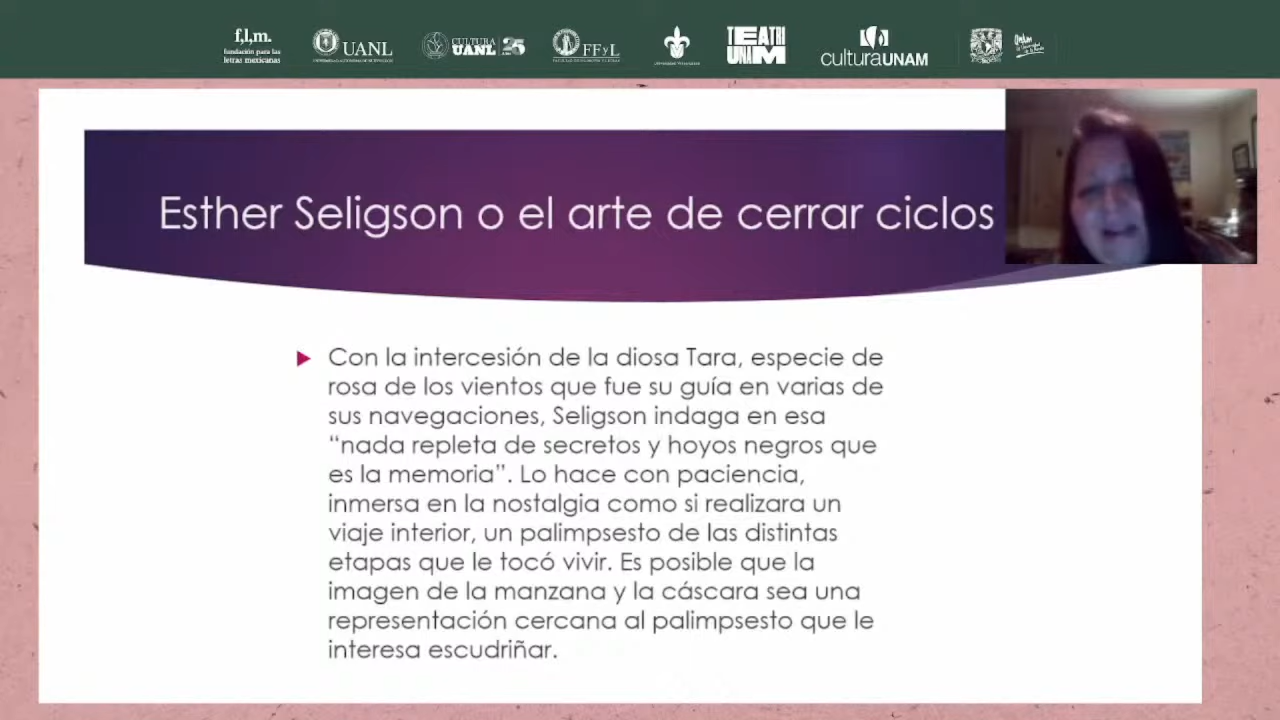 f,l,m.
fundación para las
letras mexicanas
UANL
CULTURA
UANL 25
FFyL
TEATRO
UNAM
culturaUNAM
Esther Seligson o el arte de cerrar ciclos
Con la intercesión de la diosa Tara, especie de
rosa de los vientos que fue su guía en varias de
sus navegaciones, Seligson indaga en esa
“nada repleta de secretos y hoyos negros que
es la memoria”. Lo hace con paciencia,
inmersa en la nostalgia como si realizara un
viaje interior, un palimpsesto de las distintas
etapas que le tocó vivir. Es posible que la
imagen de la manzana y la cáscara sea una
representación cercana al palimpsesto que le
interesa escudriñar.